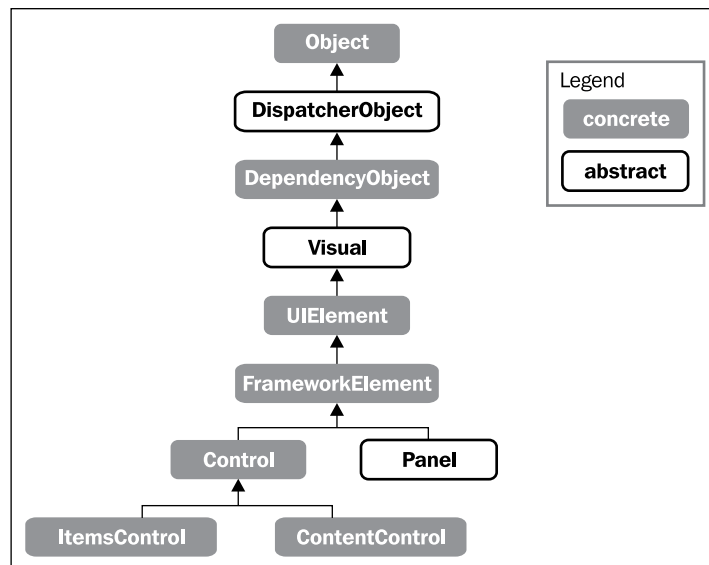 Object
Legend
DispatcherObject
concrete
abstract
DependencyObject
Visual
UIElement
FrameworkElement
Control
Panel
ItemsControl
ContentControl